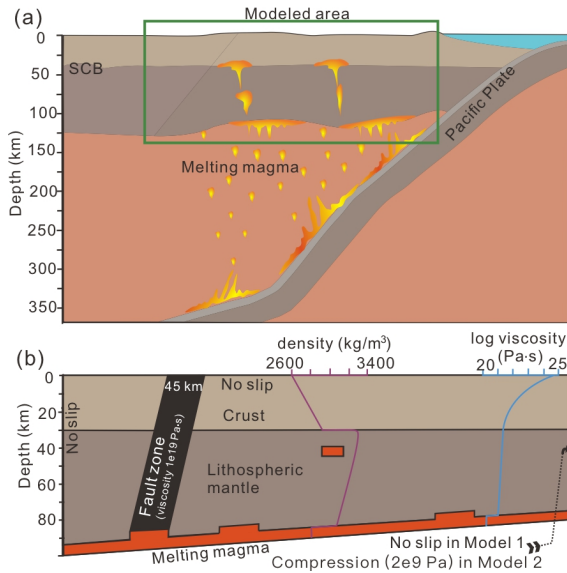 (a)
Modeled area
0
50
100
150
200
250
300
350
Depth (km)
SCB
Pacific Plate
Melting magma
(b)
density (kg/m³)
2600
3400
log viscosity
(Pa·s)
20
25
0
20
40
60
80
Depth (km)
No slip
45 km
No slip
Crust
Fault zone
(viscosity 1e19 Pa·s)
Lithospheric
mantle
No slip in Model 1
Compression (2e9 Pa) in Model 2
Melting magma